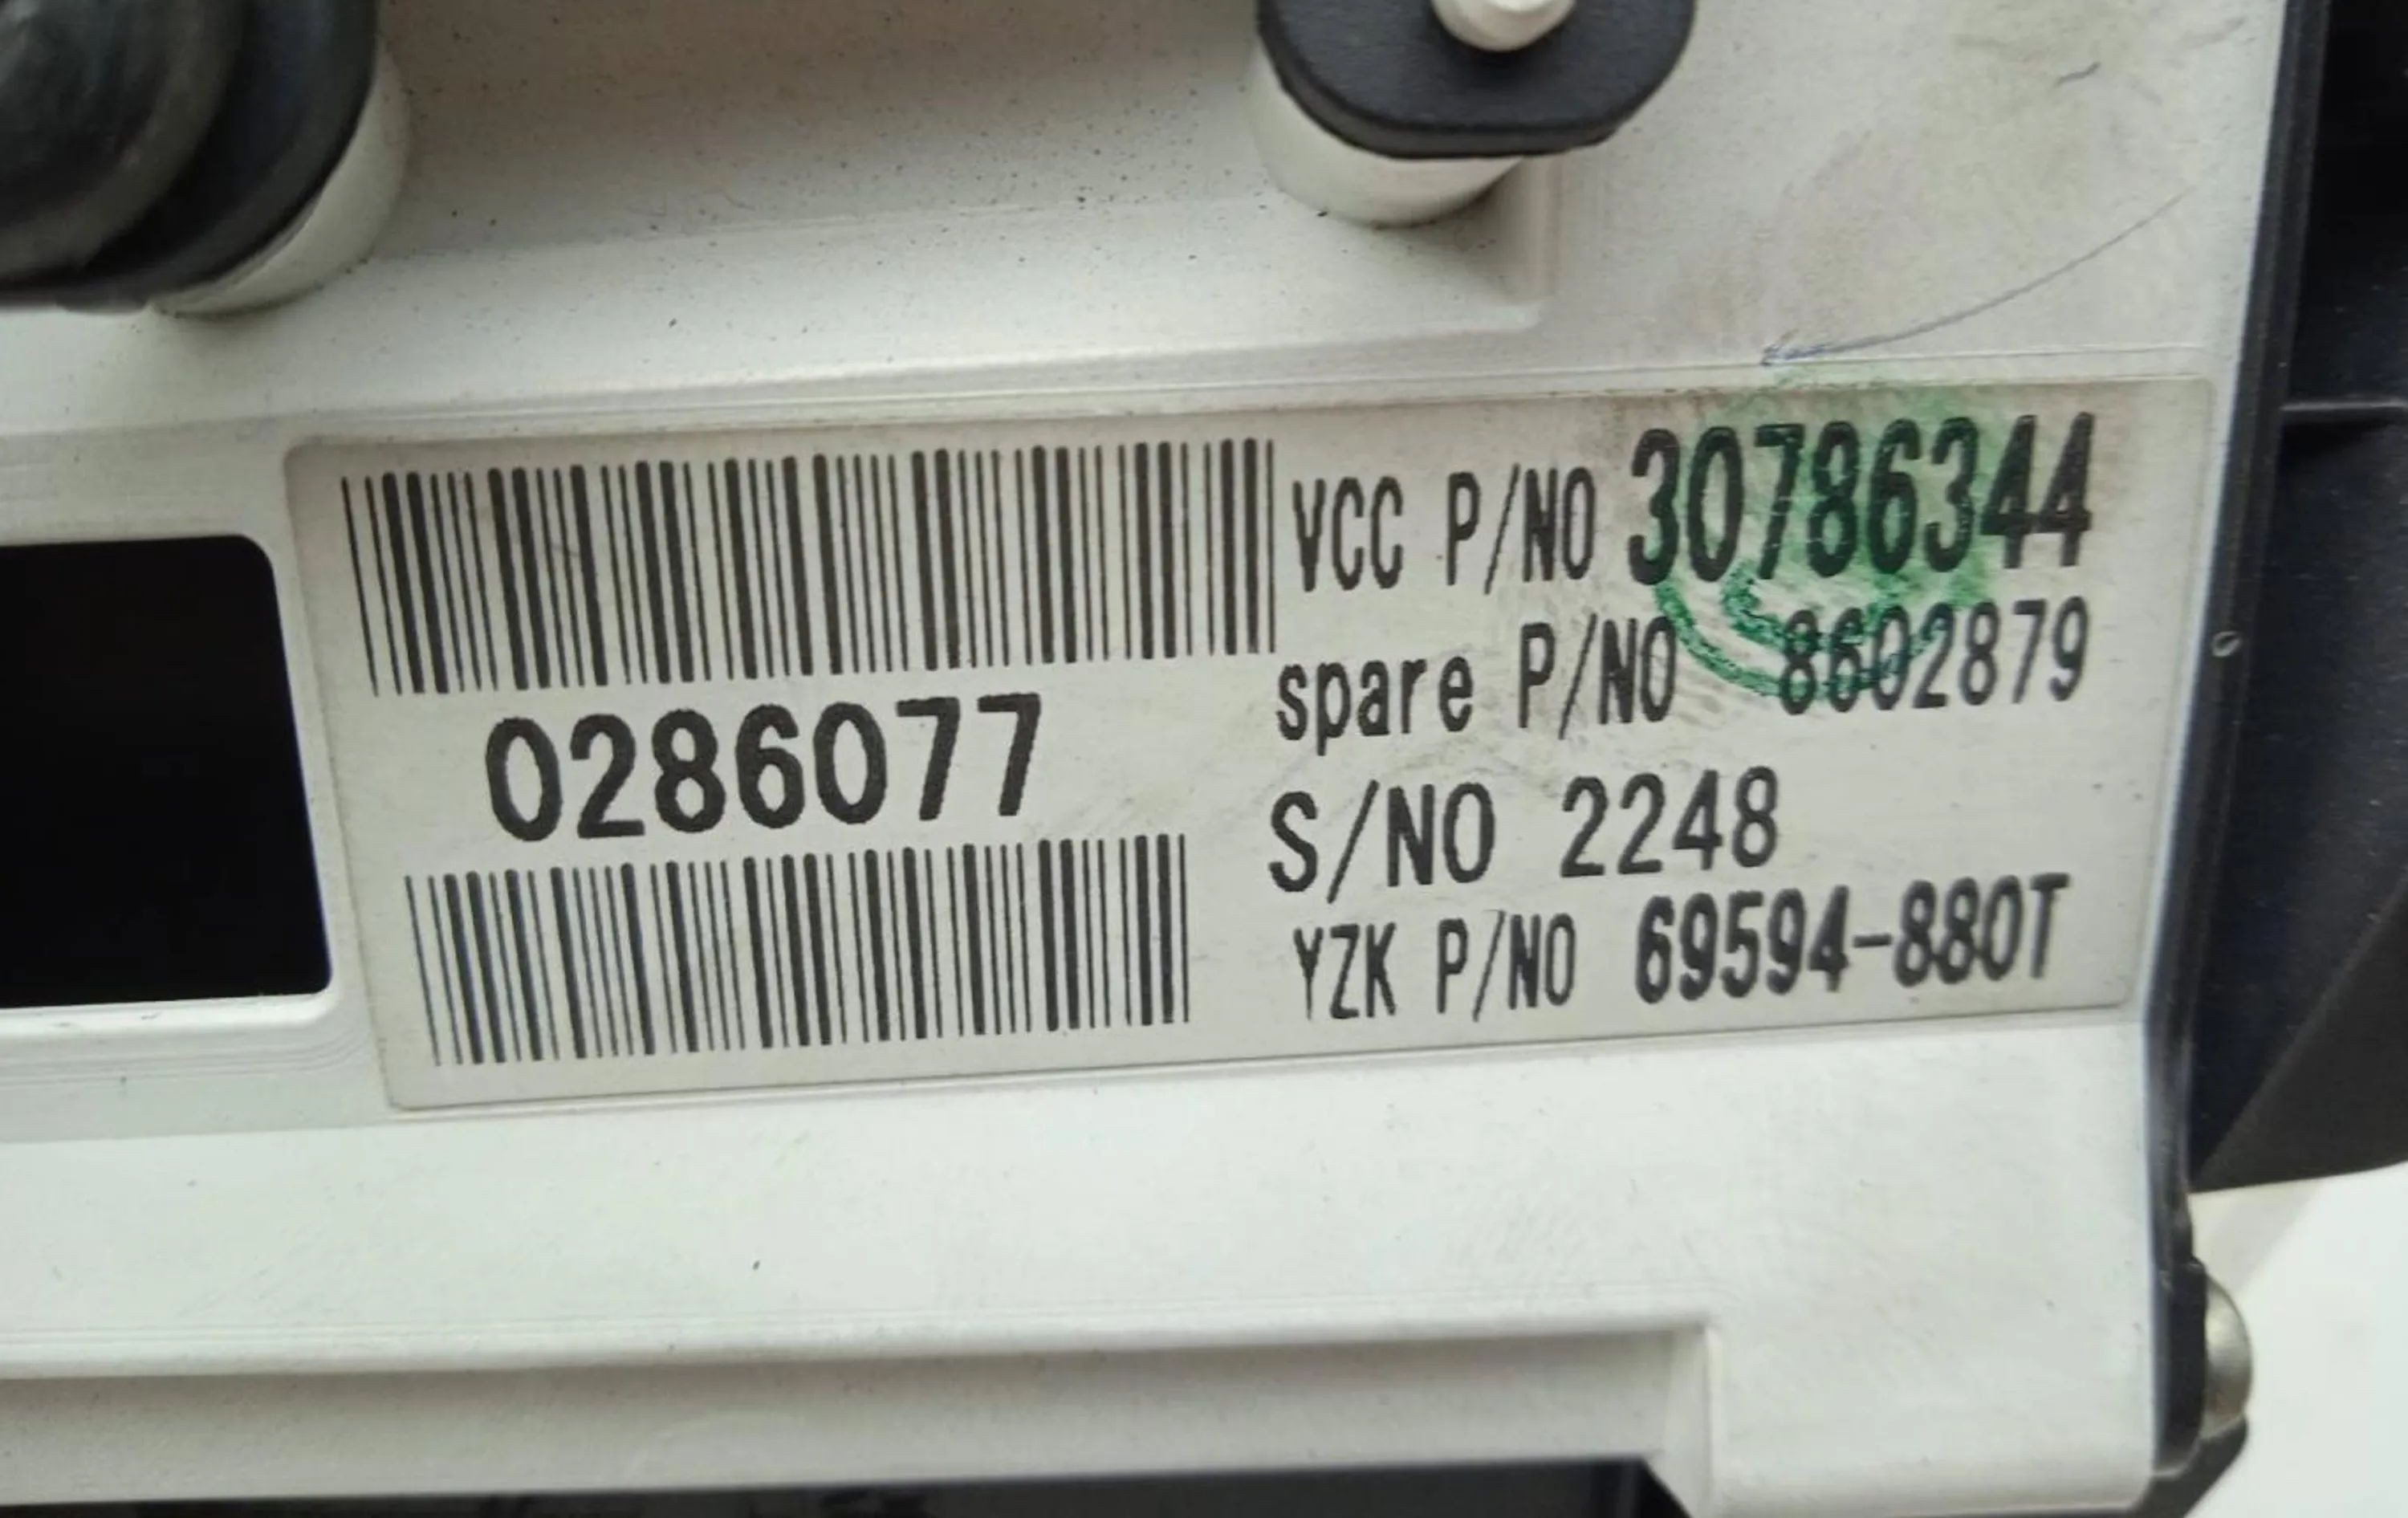 0286077
VCC P/NO 30786344
spare P/NO 8602879
S/NO 2248
YZK P/NO 69594-880T